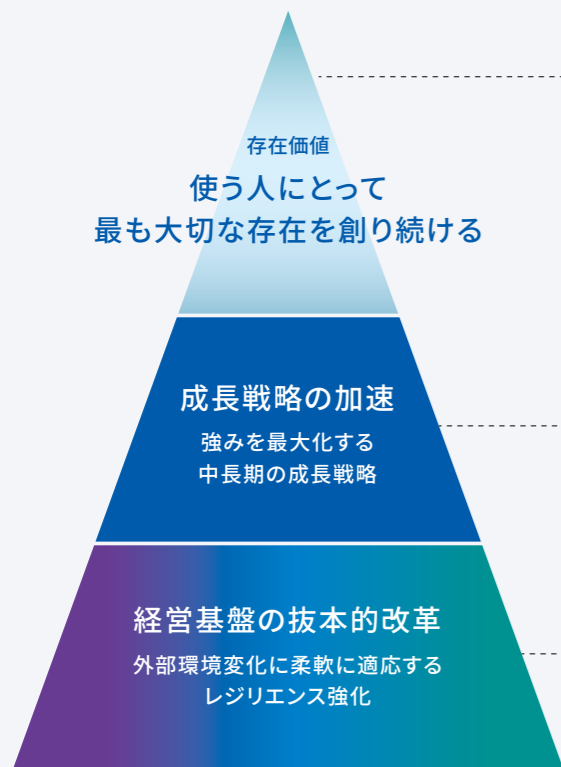 存在価値
使う人にとって
最も大切な存在を創り続ける
成長戦略の加速
強みを最大化する
中長期の成長戦略
経営基盤の抜本的改革
外部環境変化に柔軟に適応する
レジリエンス強化